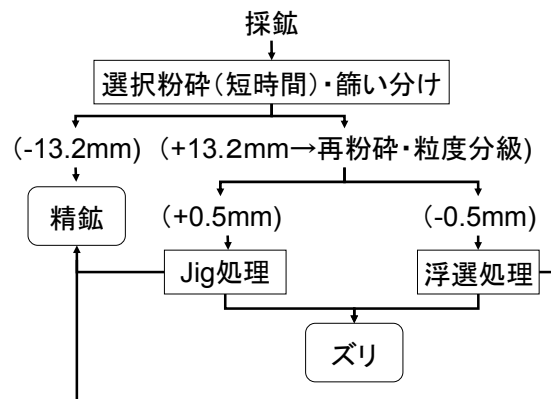 採鉱
選択粉砕（短時間）・篩い分け
（-13.2mm) （+13.2mm→再粉砕・粒度分級)
精鉱
（+0.5mm)
（-0.5mm)
Jig処理
浮選処理
ズリ